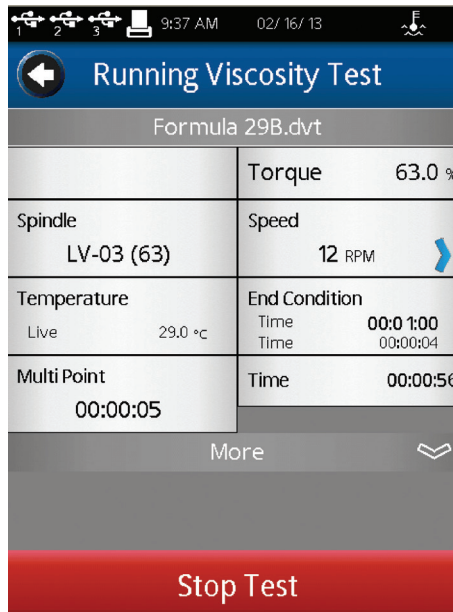 1 2 3 9:37 AM 02/16/13
Running Viscosity Test
Formula 29B.dvt
Torque 63.0 %
Spindle
LV-03 (63)
Speed
12 RPM
Temperature
Live 29.0 °C
End Condition
Time 00:01:00
Time 00:00:04
Multi Point
00:00:05
Time 00:00:56
More
Stop Test